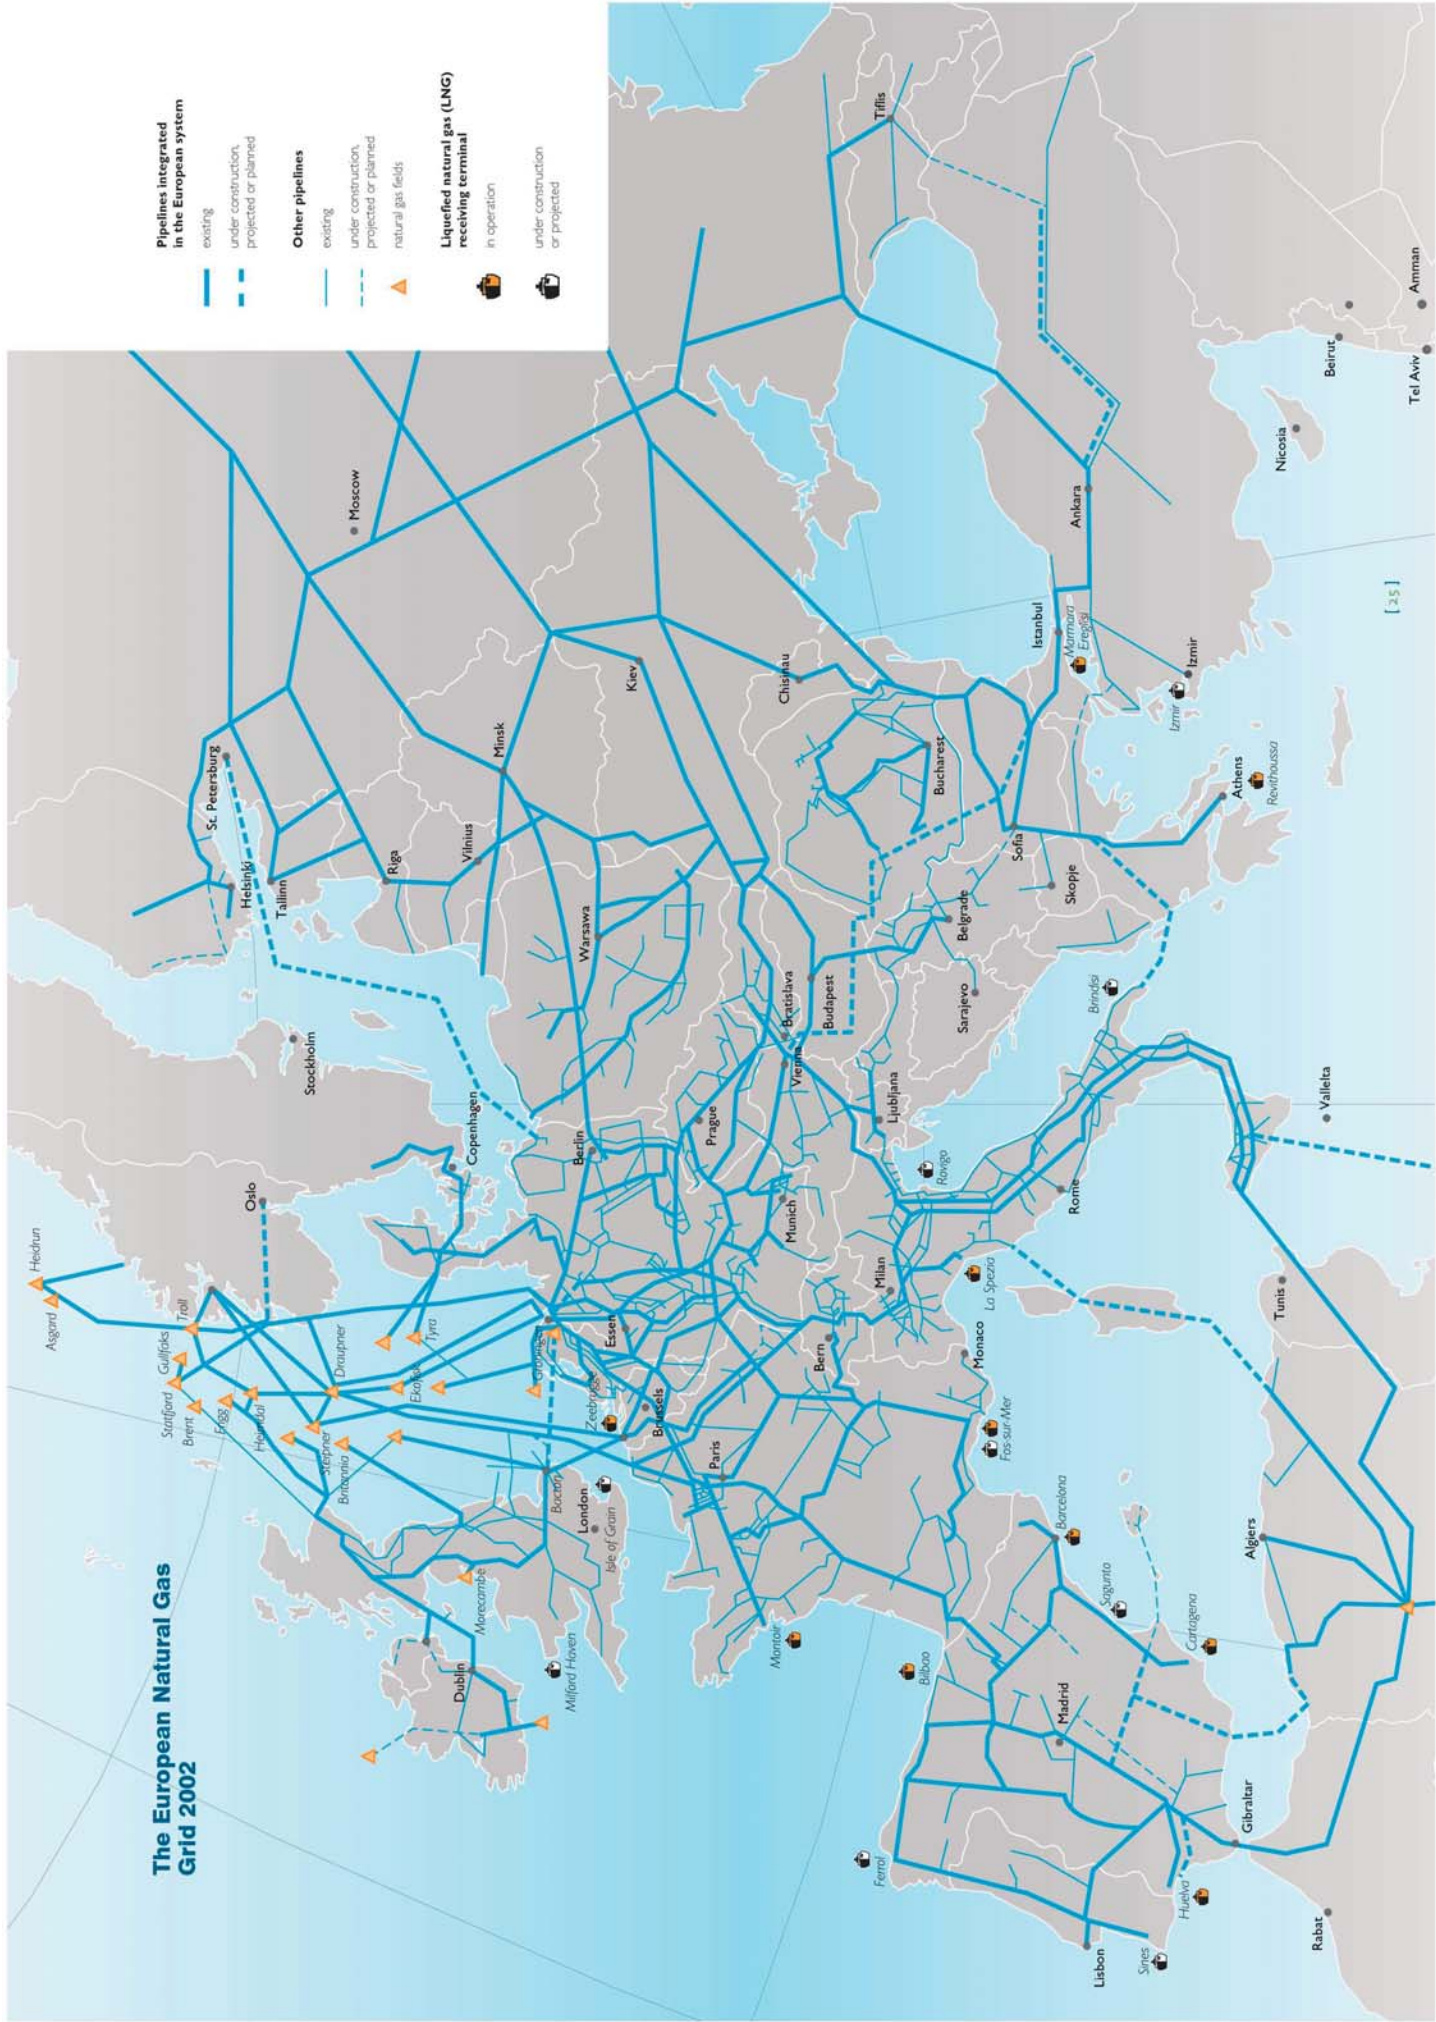 The European Natural Gas
Grid 2002
Pipelines integrated
in the European system
existing
under construction,
projected or planned
Other pipelines
existing
under construction,
projected or planned
natural gas fields
Liquefied natural gas (LNG)
receiving terminal
in operation
under construction
or projected
Heidrun
Asgard
Troll
Gullfaks
Statfjord
Brent
Frigg
Heimdal
Draupner
Sleipner
Britannia
Ekofisk
Tyra
Oslo
Stockholm
Copenhagen
Helsinki
St. Petersburg
Tallinn
Riga
Vilnius
Minsk
Moscow
Kiev
Chisinau
Warsawa
Berlin
Prague
Bratislava
Vienna
Budapest
Munich
Groningen
Essen
Zeebrugge
Brussels
Paris
Bern
Bacton
London
Isle of Grain
Morecambe
Dublin
Milford Haven
Montoir
Bilbao
Ferrol
Lisbon
Sines
Huelva
Madrid
Gibraltar
Rabat
Cartagena
Sagunto
Barcelona
Algiers
Fos-sur-Mer
Monaco
Milan
La Spezia
Rovigo
Ljubljana
Rome
Tunis
Valletta
Brindisi
Sarajevo
Belgrade
Skopje
Sofia
Bucharest
Athens
Revithoussa
Istanbul
Marmara
Ereglisi
Izmir
Izmir
Ankara
Tiflis
Nicosia
Beirut
Tel Aviv
Amman
[ 25 ]